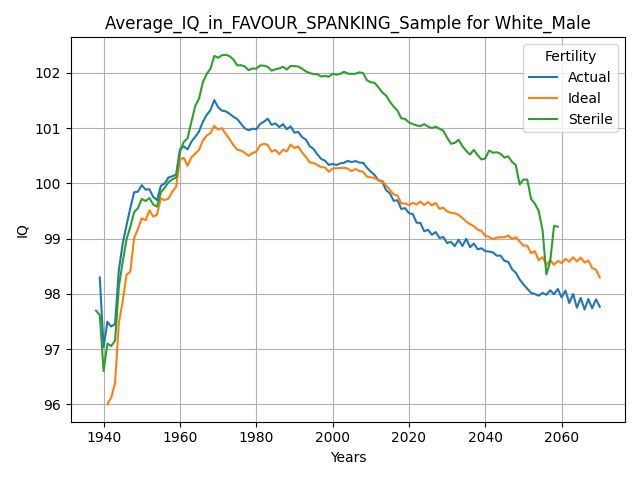 Average_IQ_in_FAVOUR_SPANKING_Sample for White_Male
Fertility
Actual
Ideal
Sterile
IQ
102
101
100
99
98
97
96
1940 1960 1980 2000 2020 2040 2060
Years